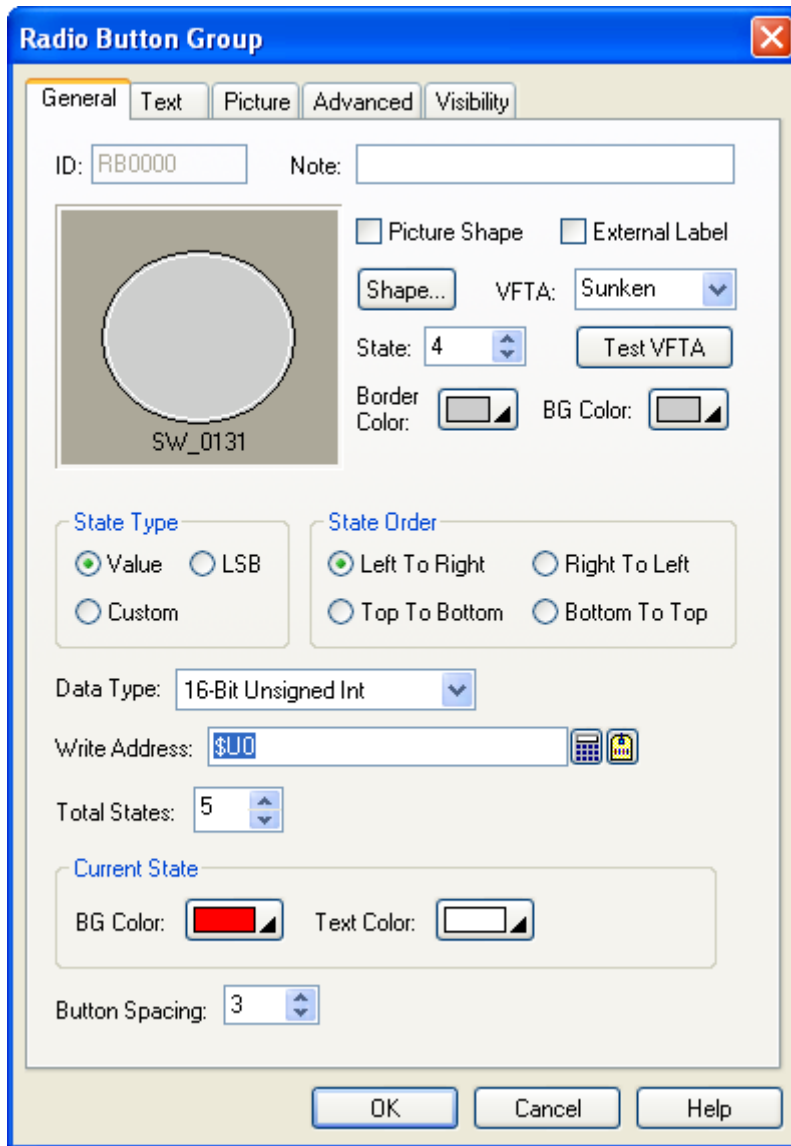 Radio Button Group
General Text Picture Advanced Visibility
ID: RB0000 Note:
Picture Shape External Label
Shape... VFTA: Sunken
State: 4 Test VFTA
Border Color: BG Color:
SW_0131
State Type State Order
Value LSB Left To Right Right To Left
Custom Top To Bottom Bottom To Top
Data Type: 16-Bit Unsigned Int
Write Address: $U0
Total States: 5
Current State
BG Color: Text Color:
Button Spacing: 3
OK Cancel Help